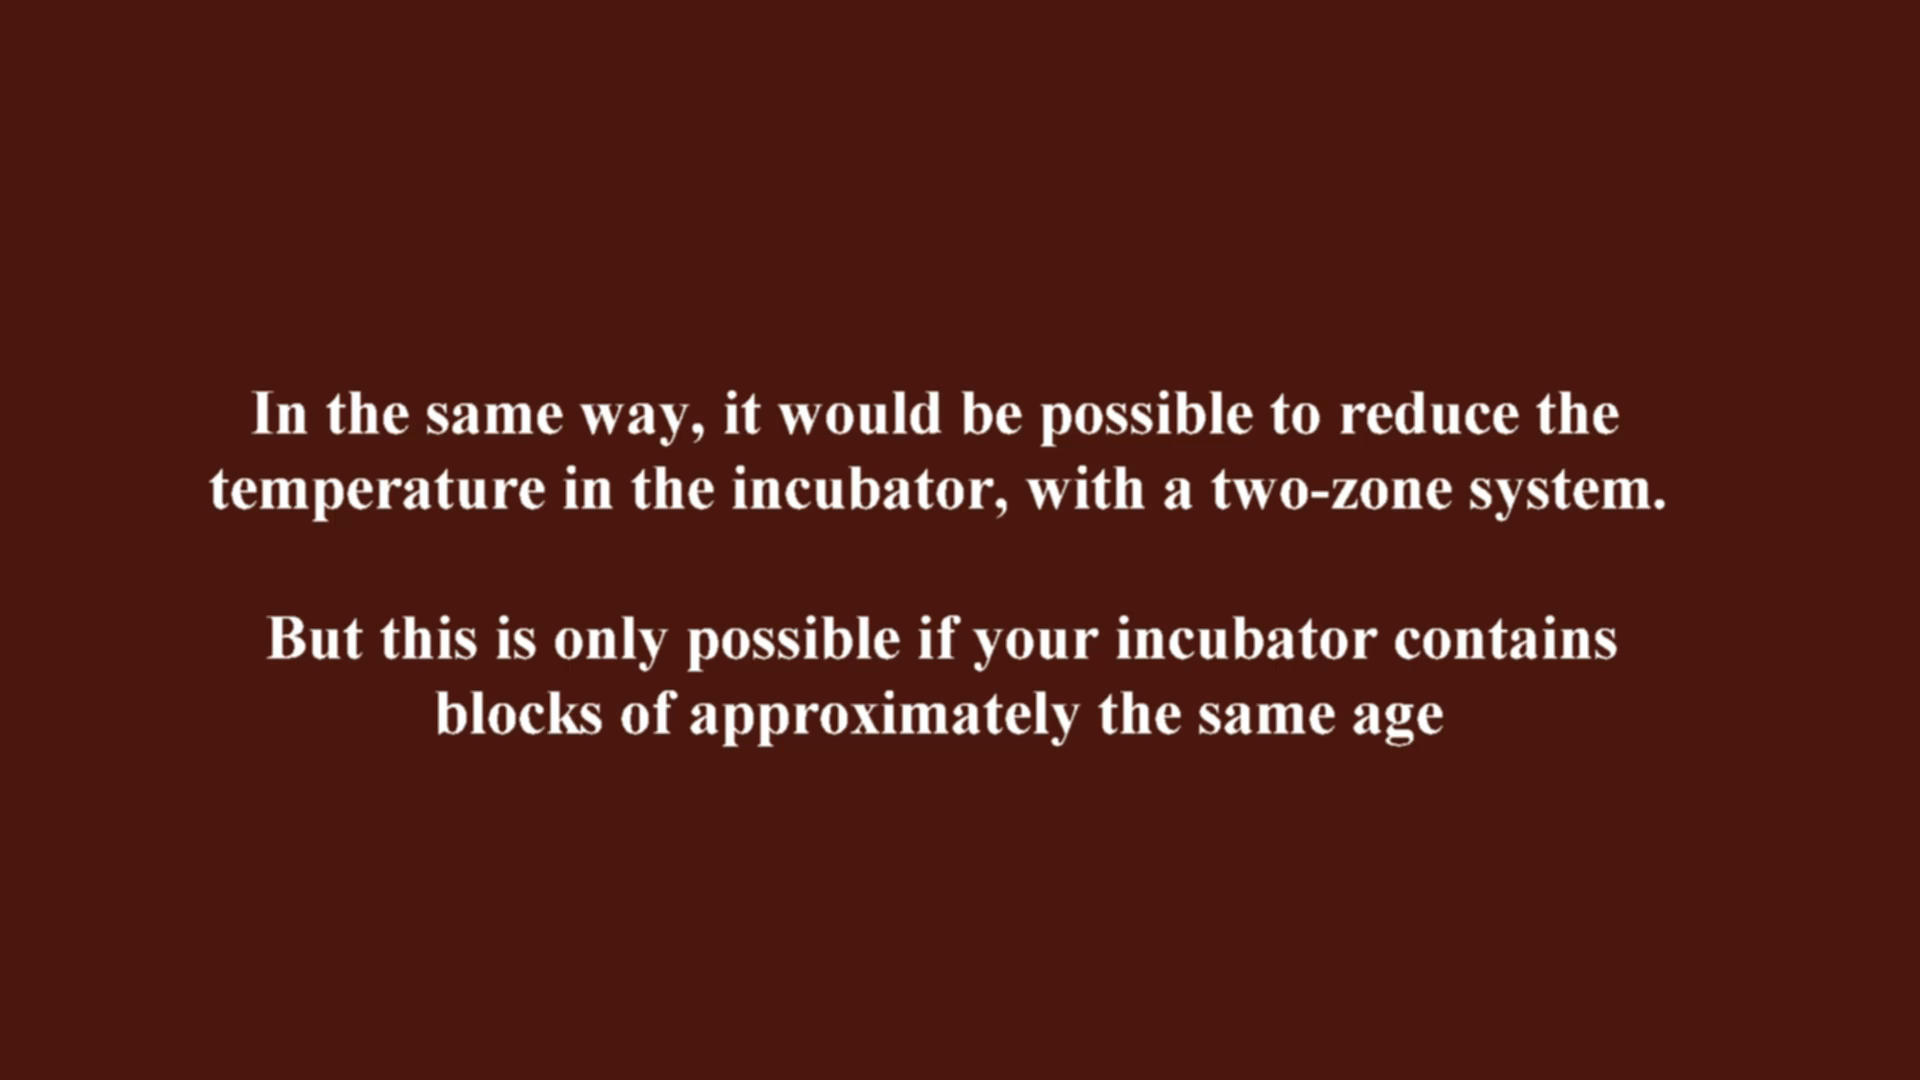 In the same way, it would be possible to reduce the
temperature in the incubator, with a two-zone system.
But this is only possible if your incubator contains
blocks of approximately the same age